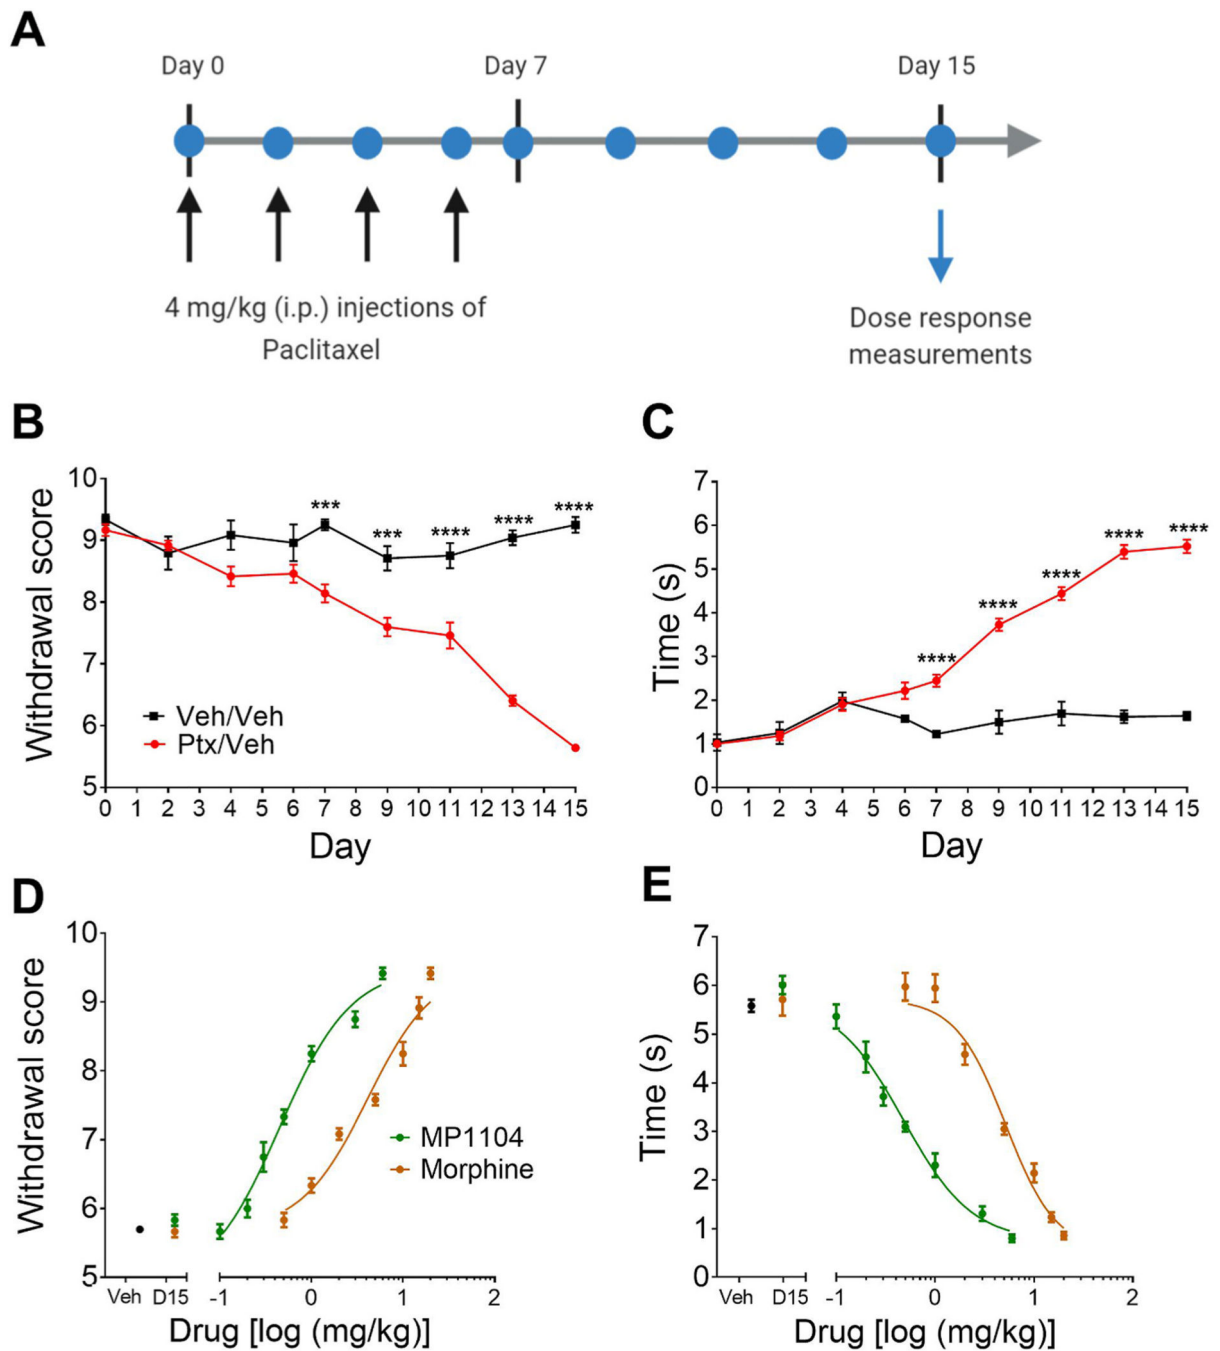 A
Day 0
Day 7
Day 15
4 mg/kg (i.p.) injections of
Paclitaxel
Dose response
measurements
B
Withdrawal score
10
9
8
7
6
5
***
***
****
****
****
Veh/Veh
Ptx/Veh
0 1 2 3 4 5 6 7 8 9 10 11 12 13 14 15
Day
C
Time (s)
7
6
5
4
3
2
1
0
****
****
****
****
****
0 1 2 3 4 5 6 7 8 9 10 11 12 13 14 15
Day
D
Withdrawal score
10
9
8
7
6
5
MP1104
Morphine
Veh D15 -1 0 1 2
Drug [log (mg/kg)]
E
Time (s)
7
6
5
4
3
2
1
0
Veh D15 -1 0 1 2
Drug [log (mg/kg)]